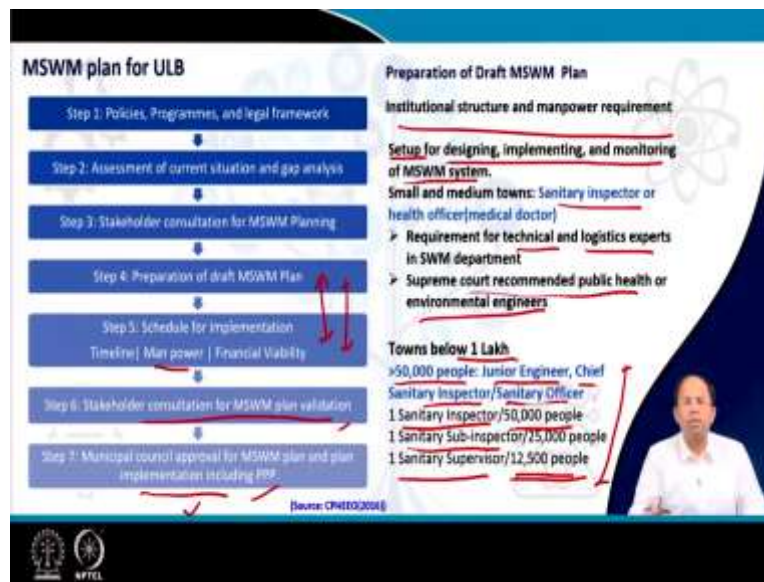 MSWM plan for ULB
Step 1: Policies, Programmes, and legal framework
Step 2: Assessment of current situation and gap analysis
Step 3: Stakeholder consultation for MSWM Planning
Step 4: Preparation of draft MSWM Plan
Step 5: Schedule for implementation
Timeline| Man power | Financial Viability
Step 6: Stakeholder consultation for MSWM plan validation
Step 7: Municipal council approval for MSWM plan and plan
implementation including PPP
Preparation of Draft MSWM Plan
Institutional structure and manpower requirement
Setup for designing, implementing, and monitoring
of MSWM system.
Small and medium towns: Sanitary inspector or
health officer(medical doctor)
➢ Requirement for technical and logistics experts
in SWM department
➢ Supreme court recommended public health or
environmental engineers
Towns below 1 Lakh
>50,000 people: Junior Engineer, Chief
Sanitary Inspector/Sanitary Officer
1 Sanitary Inspector/50,000 people
1 Sanitary Sub-inspector/25,000 people
1 Sanitary Supervisor/12,500 people
(Source: CPHEEO(2016))
NPTEL